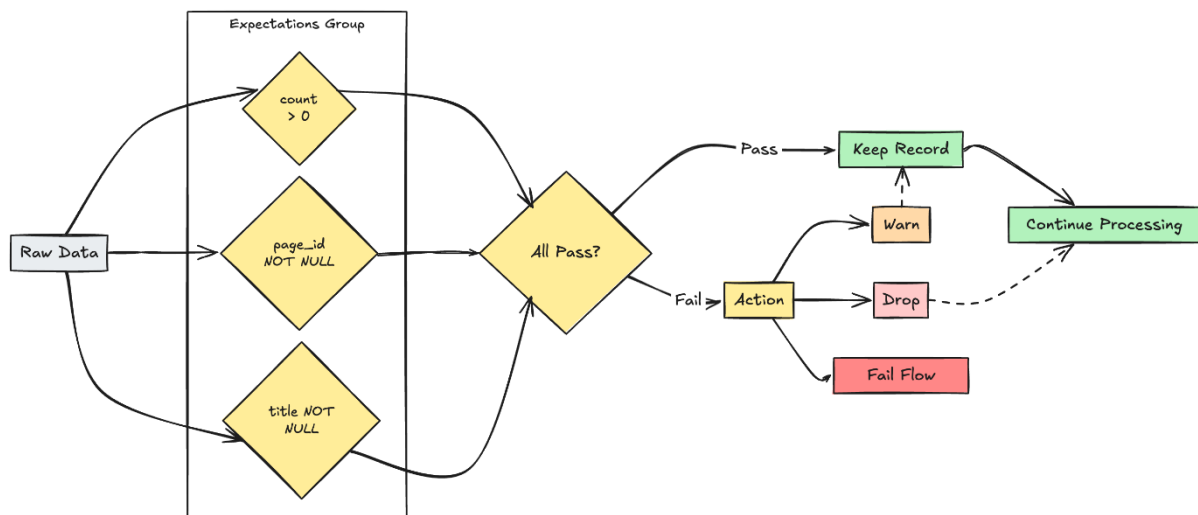 Expectations Group
count
> 0
Raw Data
page_id
NOT NULL
title NOT
NULL
All Pass?
Pass
Fail
Keep Record
Action
Warn
Drop
Fail Flow
Continue Processing